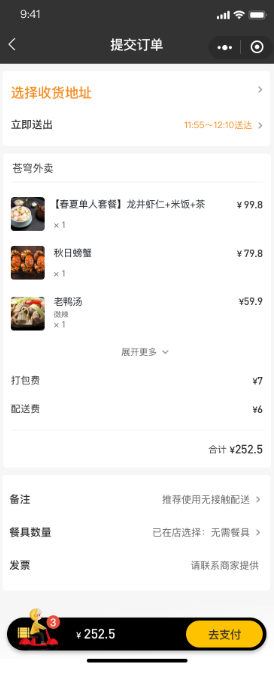 9:41
提交订单
选择收货地址
立即送出 11:55~12:10送达
苍穹外卖
【春夏单人套餐】龙井虾仁+米饭+茶 ¥ 99.8
× 1
秋日螃蟹 ¥ 79.8
× 1
老鸭汤 ¥59.9
微辣
× 1
展开更多
打包费 ¥7
配送费 ¥6
合计 ¥252.5
备注 推荐使用无接触配送
餐具数量 已在店选择：无需餐具
发票 请联系商家提供
3
¥ 252.5 去支付